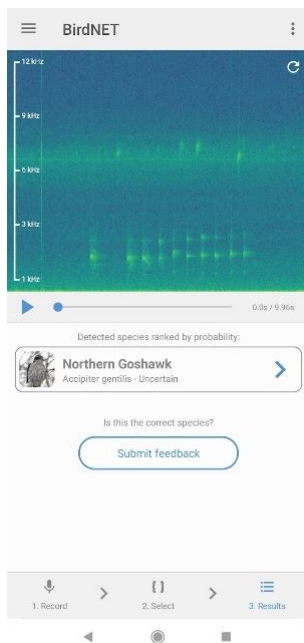 BirdNET
12 kHz
9 kHz
6 kHz
3 kHz
1 kHz
0.0s / 9.96s
Detected species ranked by probability:
Northern Goshawk
Accipiter gentilis - Uncertain
Is this the correct species?
Submit feedback
1. Record
2. Select
3. Results